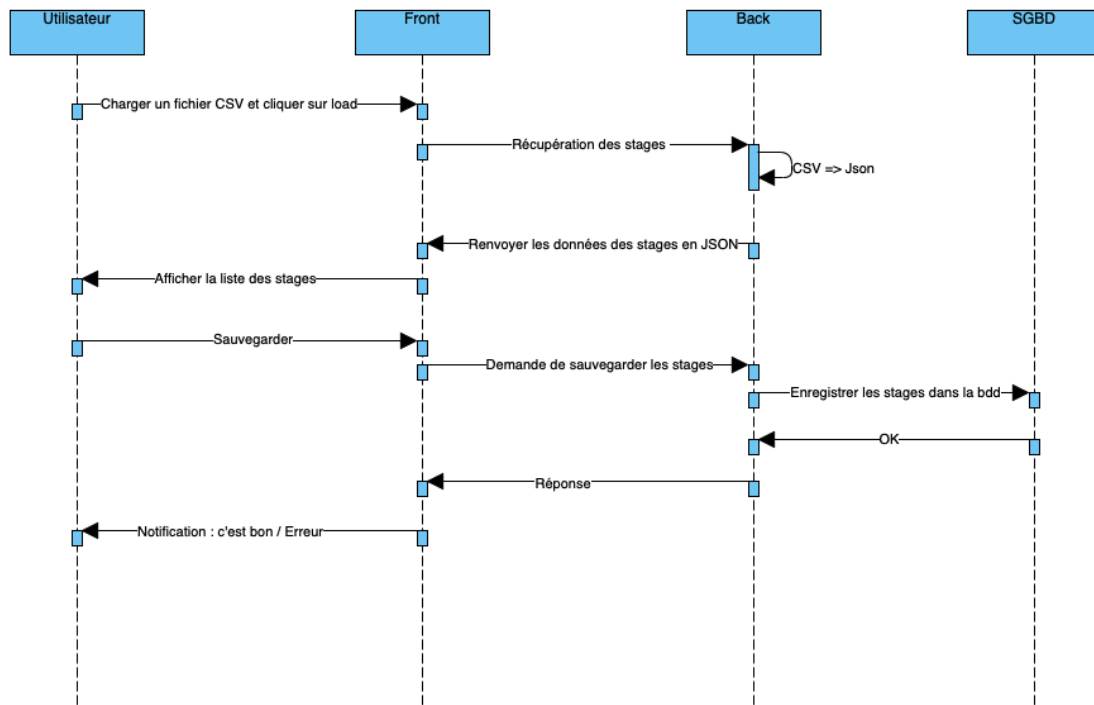 Utilisateur
Front
Back
SGBD
Charger un fichier CSV et cliquer sur load
Récupération des stages
CSV => Json
Renvoyer les données des stages en JSON
Afficher la liste des stages
Sauvegarder
Demande de sauvegarder les stages
Enregistrer les stages dans la bdd
OK
Réponse
Notification : c'est bon / Erreur